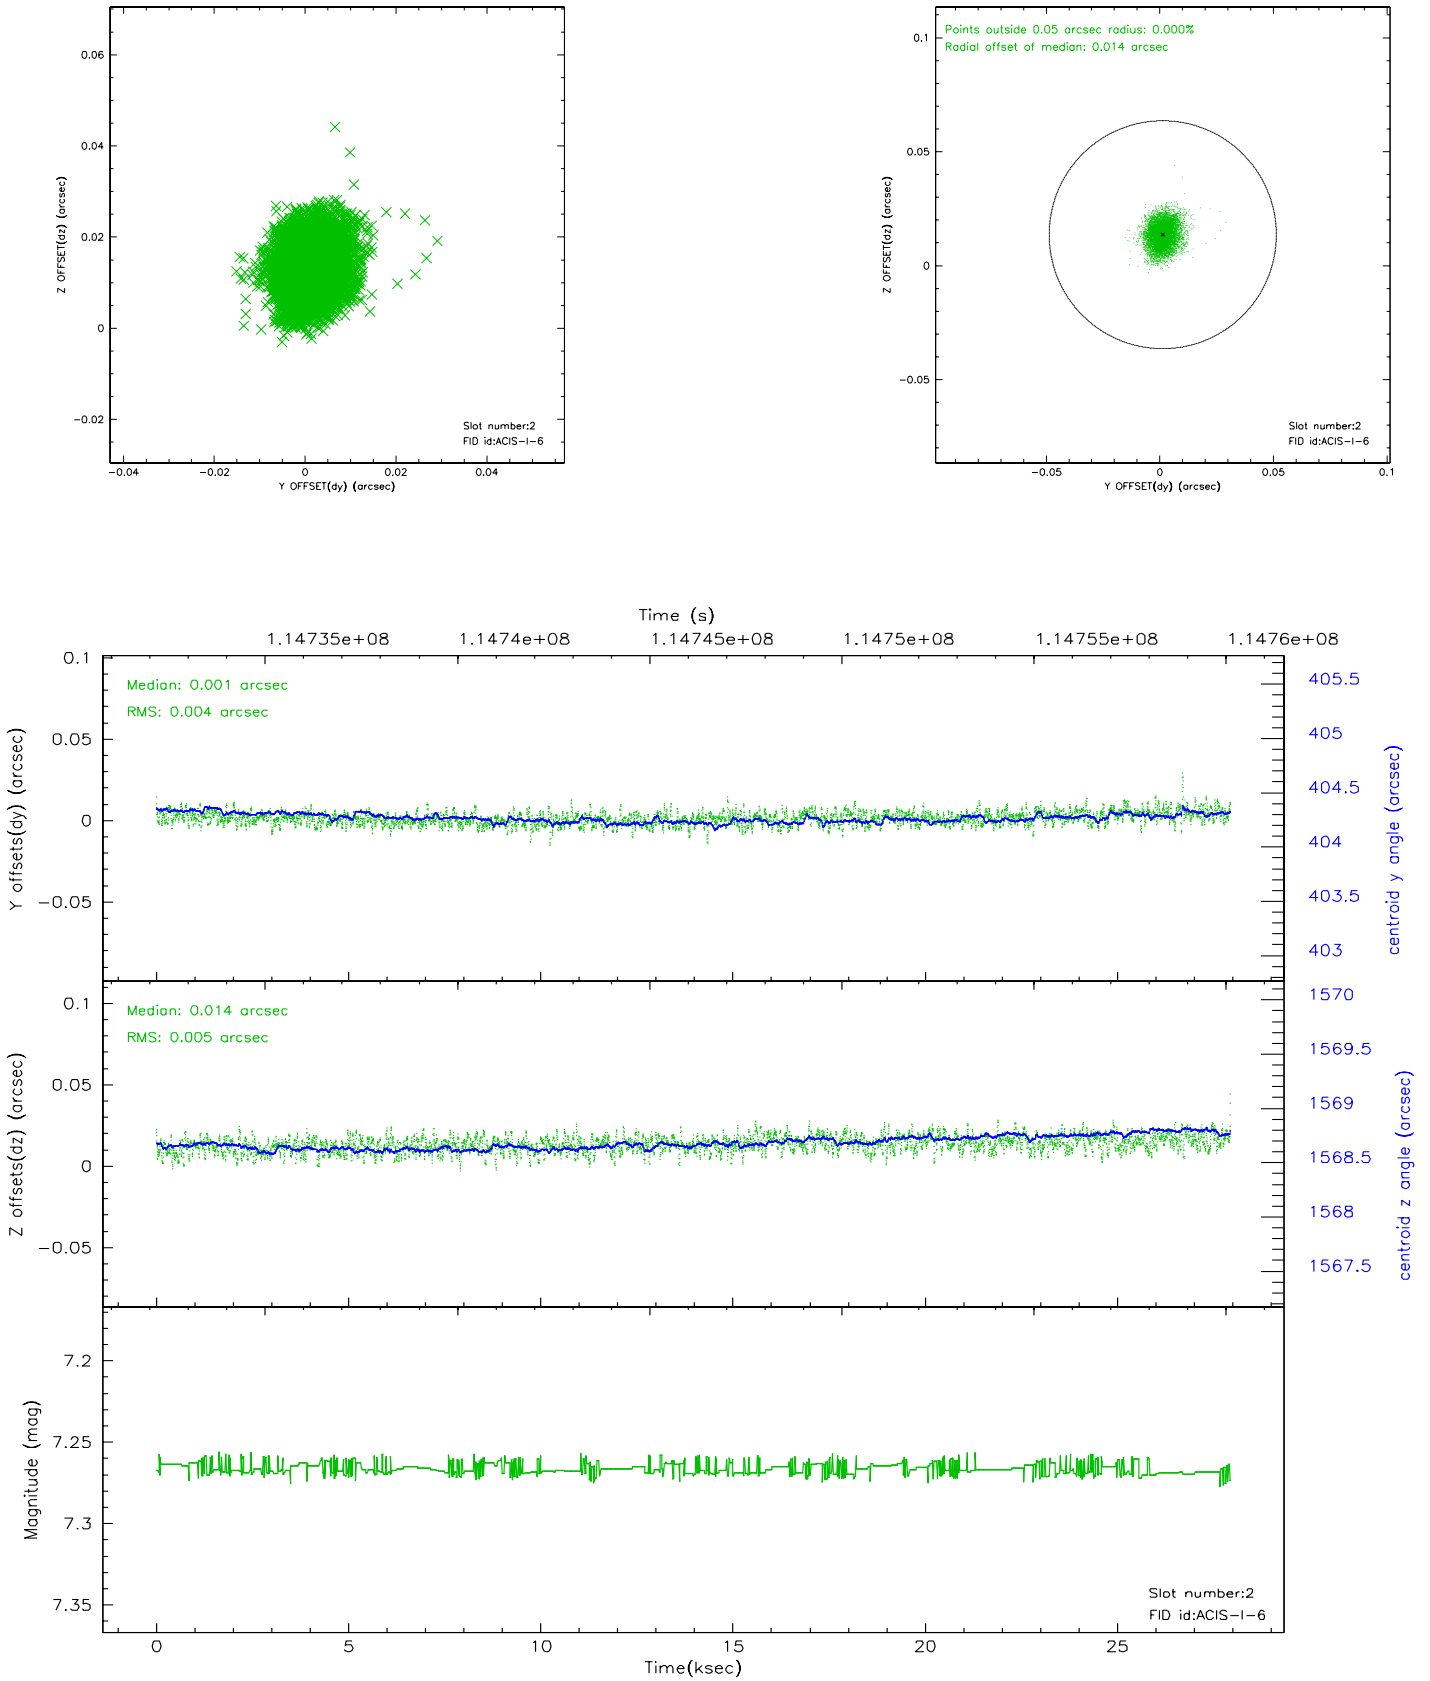 0.06
0.04
0.02
0
−0.02
Z OFFSET(dz) (arcsec)
Slot number:2
FID id:ACIS−I−6
−0.04 −0.02 0 0.02 0.04
Y OFFSET(dy) (arcsec)
Points outside 0.05 arcsec radius: 0.000%
Radial offset of median: 0.014 arcsec
0.1
0.05
0
−0.05
Z OFFSET(dz) (arcsec)
Slot number:2
FID id:ACIS−I−6
−0.05 0 0.05 0.1
Y OFFSET(dy) (arcsec)
Time (s)
1.14735e+08 1.1474e+08 1.14745e+08 1.1475e+08 1.14755e+08 1.1476e+08
0.1
0.05
0
−0.05
Y offsets(dy) (arcsec)
Median: 0.001 arcsec
RMS: 0.004 arcsec
405.5
405
404.5
404
403.5
403
centroid y angle (arcsec)
0.1
0.05
0
−0.05
Z offsets(dz) (arcsec)
Median: 0.014 arcsec
RMS: 0.005 arcsec
1570
1569.5
1569
1568.5
1568
1567.5
centroid z angle (arcsec)
7.2
7.25
7.3
7.35
Magnitude (mag)
Slot number:2
FID id:ACIS−I−6
0 5 10 15 20 25
Time(ksec)